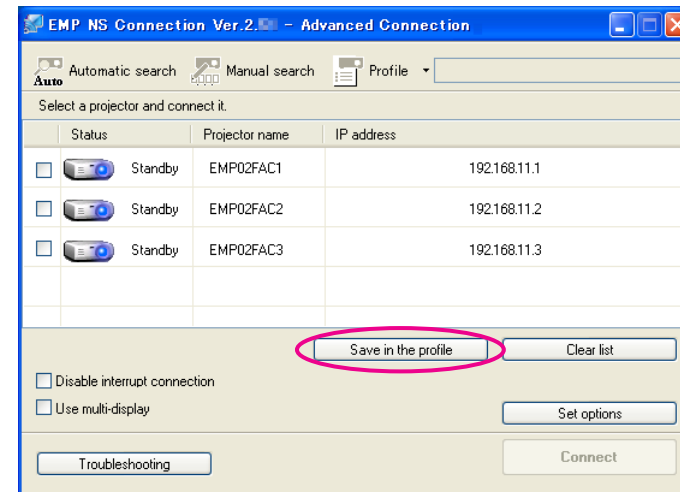 EMP NS Connection Ver.2. - Advanced Connection
Auto Automatic search Manual search Profile
Select a projector and connect it.
Status Projector name IP address
Standby EMP02FAC1 192.168.11.1
Standby EMP02FAC2 192.168.11.2
Standby EMP02FAC3 192.168.11.3
Save in the profile Clear list
Disable interrupt connection
Use multi-display
Set options
Troubleshooting Connect